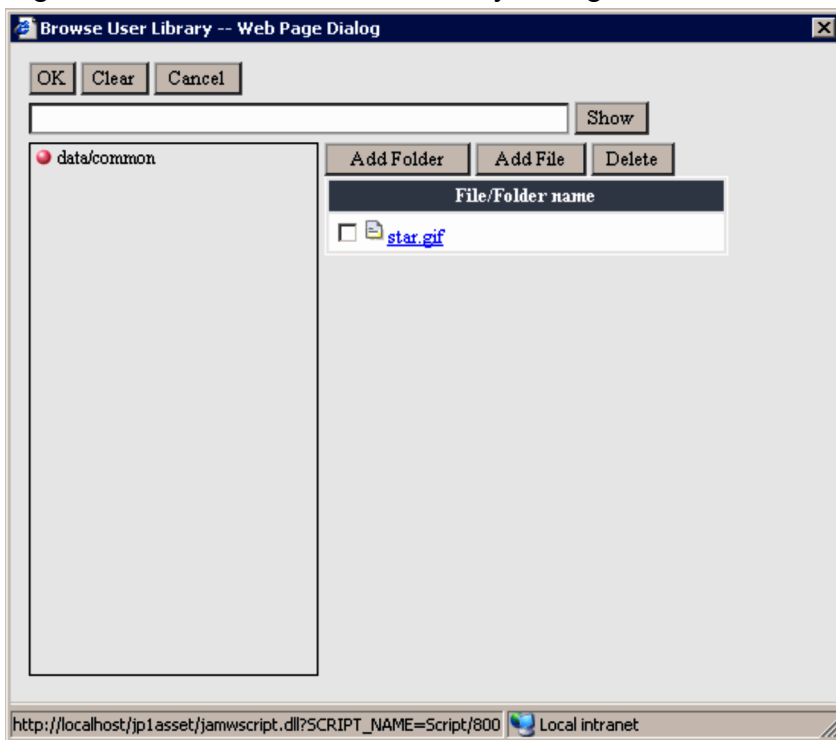 Browse User Library -- Web Page Dialog
OK Clear Cancel
Show
data/common
Add Folder Add File Delete
File/Folder name
star.gif
http://localhost/jp1asset/jamwscript.dll?SCRIPT_NAME=Script/800 Local intranet